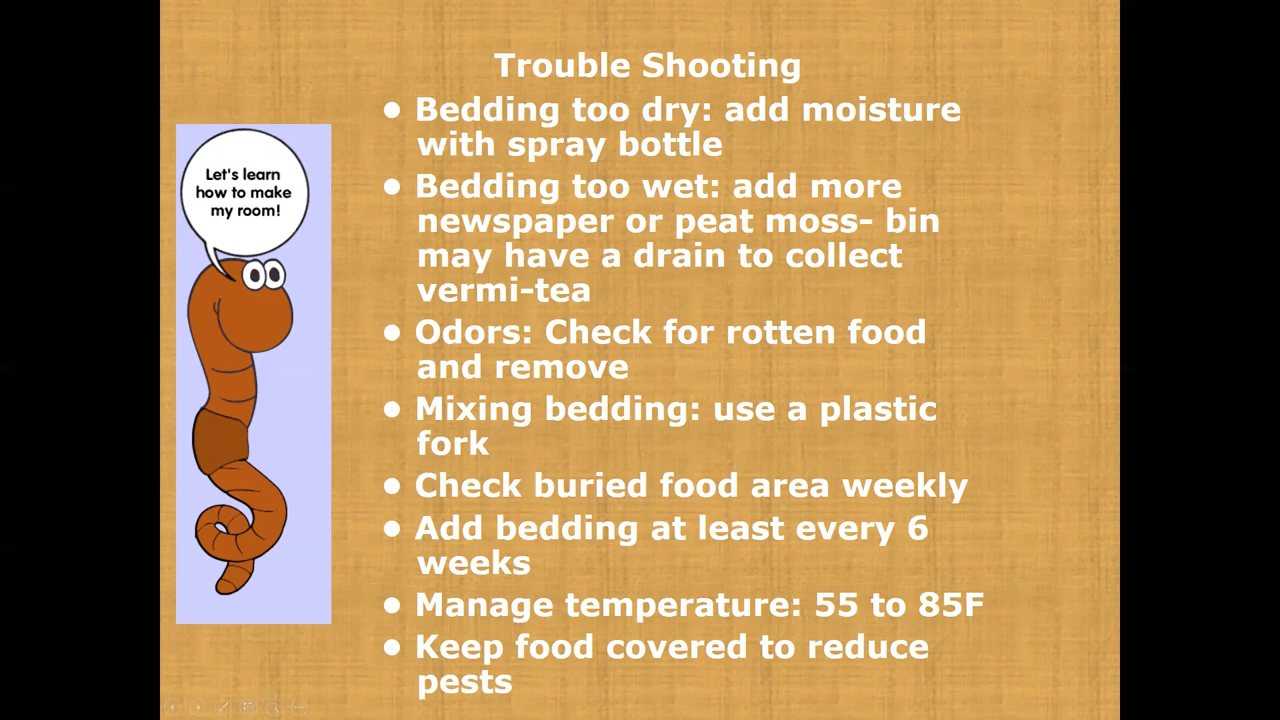 Trouble Shooting
• Bedding too dry: add moisture
with spray bottle
• Bedding too wet: add more
newspaper or peat moss- bin
may have a drain to collect
vermi-tea
• Odors: Check for rotten food
and remove
• Mixing bedding: use a plastic
fork
• Check buried food area weekly
• Add bedding at least every 6
weeks
• Manage temperature: 55 to 85F
• Keep food covered to reduce
pests
Let's learn
how to make
my room!